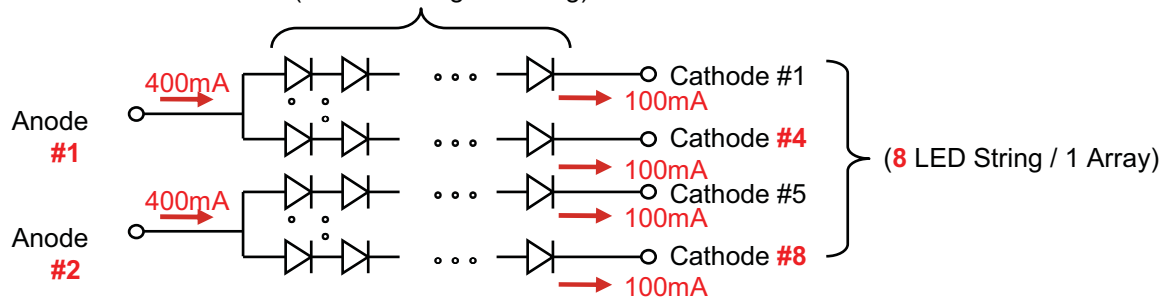 400mA
Cathode #1
100mA
Anode
#1
Cathode #4
(8 LED String / 1 Array)
100mA
400mA
Cathode #5
100mA
Anode
#2
Cathode #8
100mA